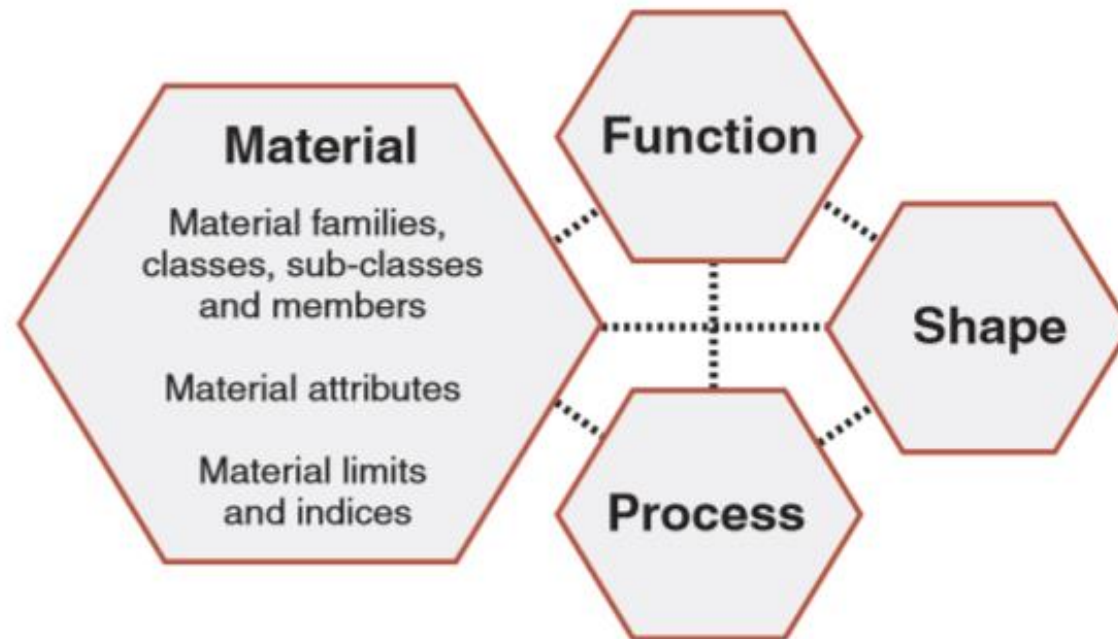 Material
Material families,
classes, sub-classes
and members
Material attributes
Material limits
and indices
Function
Shape
Process